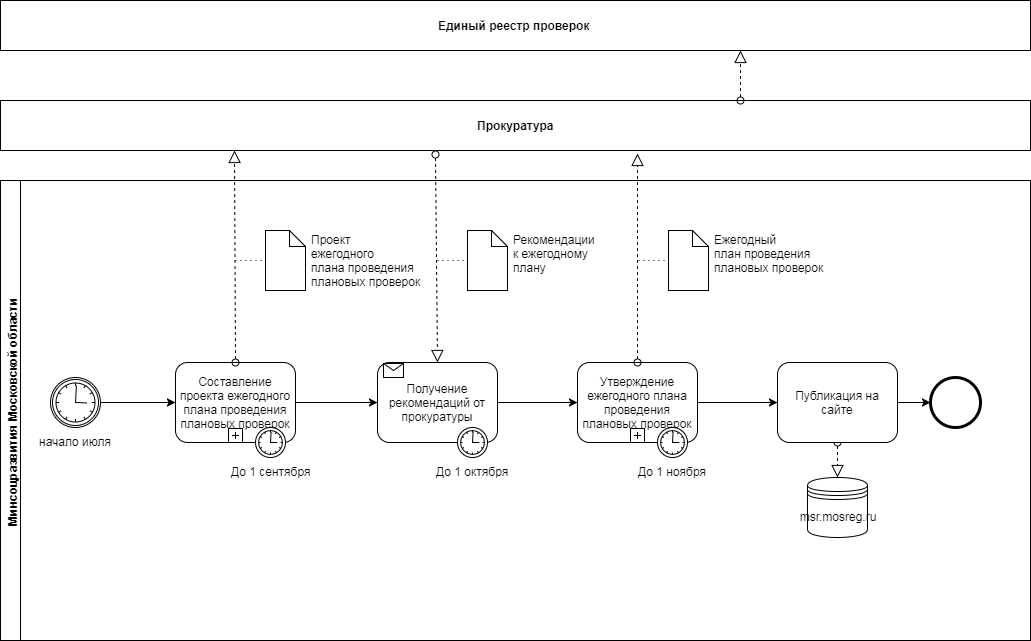 Единый реестр проверок
Прокуратура
Минсоцразвития Московской области
Проект
ежегодного
плана проведения
плановых проверок
Рекомендации
к ежегодному
плану
Ежегодный
план проведения
плановых проверок
начало июля
Составление
проекта ежегодного
плана проведения
плановых проверок
До 1 сентября
Получение
рекомендаций от
прокуратуры
До 1 октября
Утверждение
ежегодного плана
проведения
плановых проверок
До 1 ноября
Публикация на
сайте
msr.mosreg.ru